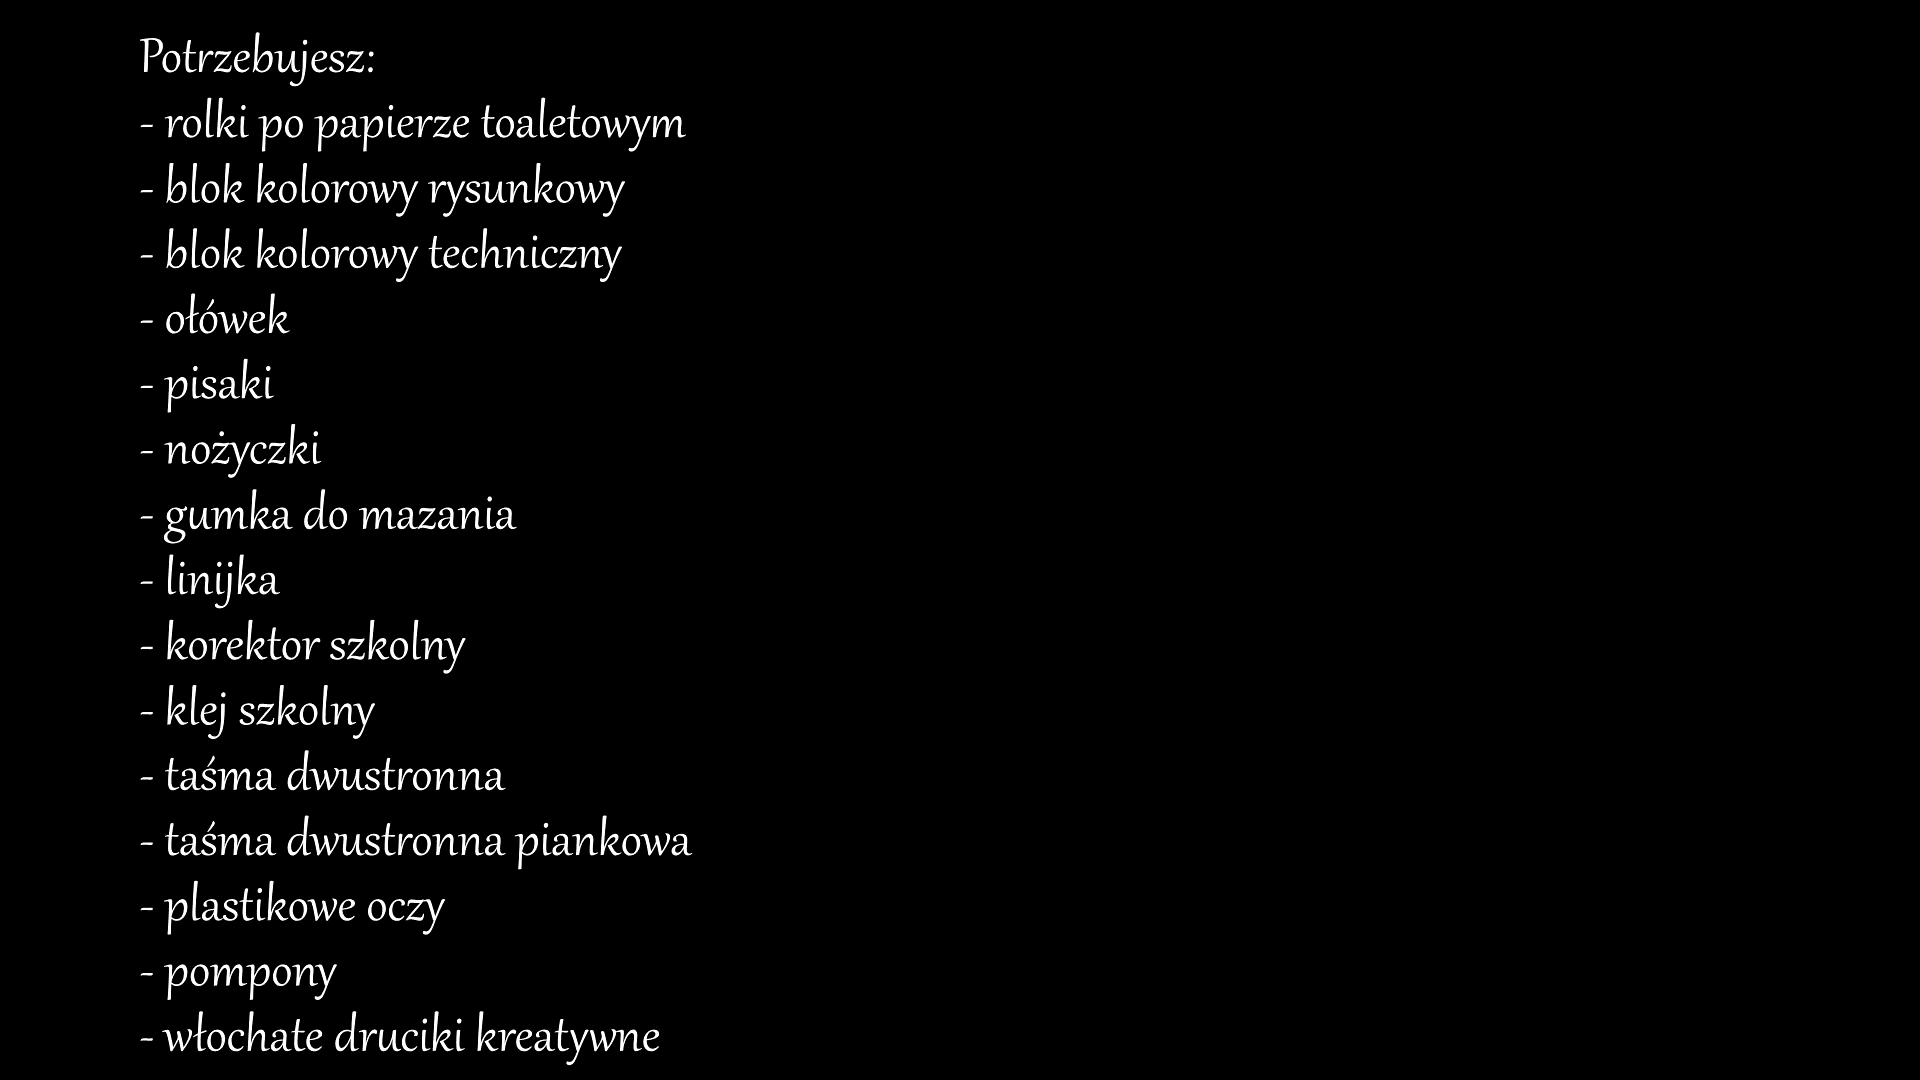 Potrzebujesz:
- rolki po papierze toaletowym
- blok kolorowy rysunkowy
- blok kolorowy techniczny
- ołówek
- pisaki
- nożyczki
- gumka do mazania
- linijka
- korektor szkolny
- klej szkolny
- taśma dwustronna
- taśma dwustronna piankowa
- plastikowe oczy
- pompony
- włochate druciki kreatywne